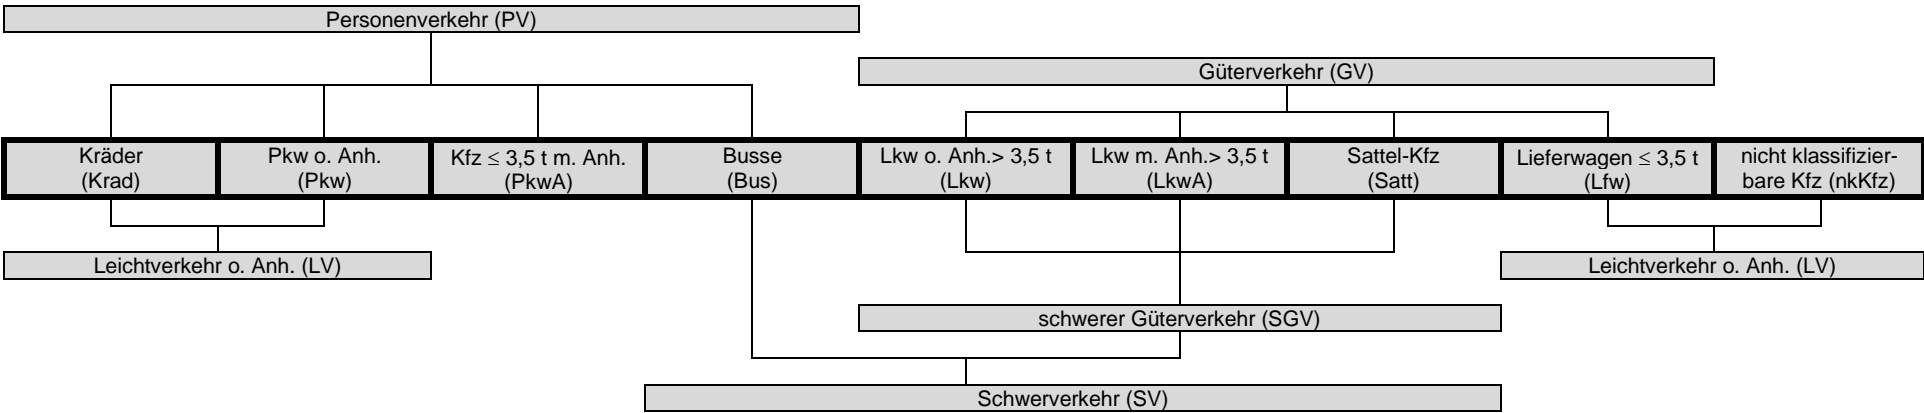 Personenverkehr (PV)
Güterverkehr (GV)
Kräder
(Krad)
Pkw o. Anh.
(Pkw)
Kfz ≤ 3,5 t m. Anh.
(PkwA)
Busse
(Bus)
Lkw o. Anh.> 3,5 t
(Lkw)
Lkw m. Anh.> 3,5 t
(LkwA)
Sattel-Kfz
(Satt)
Lieferwagen ≤ 3,5 t
(Lfw)
nicht klassifizier-
bare Kfz (nkKfz)
Leichtverkehr o. Anh. (LV)
Leichtverkehr o. Anh. (LV)
schwerer Güterverkehr (SGV)
Schwerverkehr (SV)